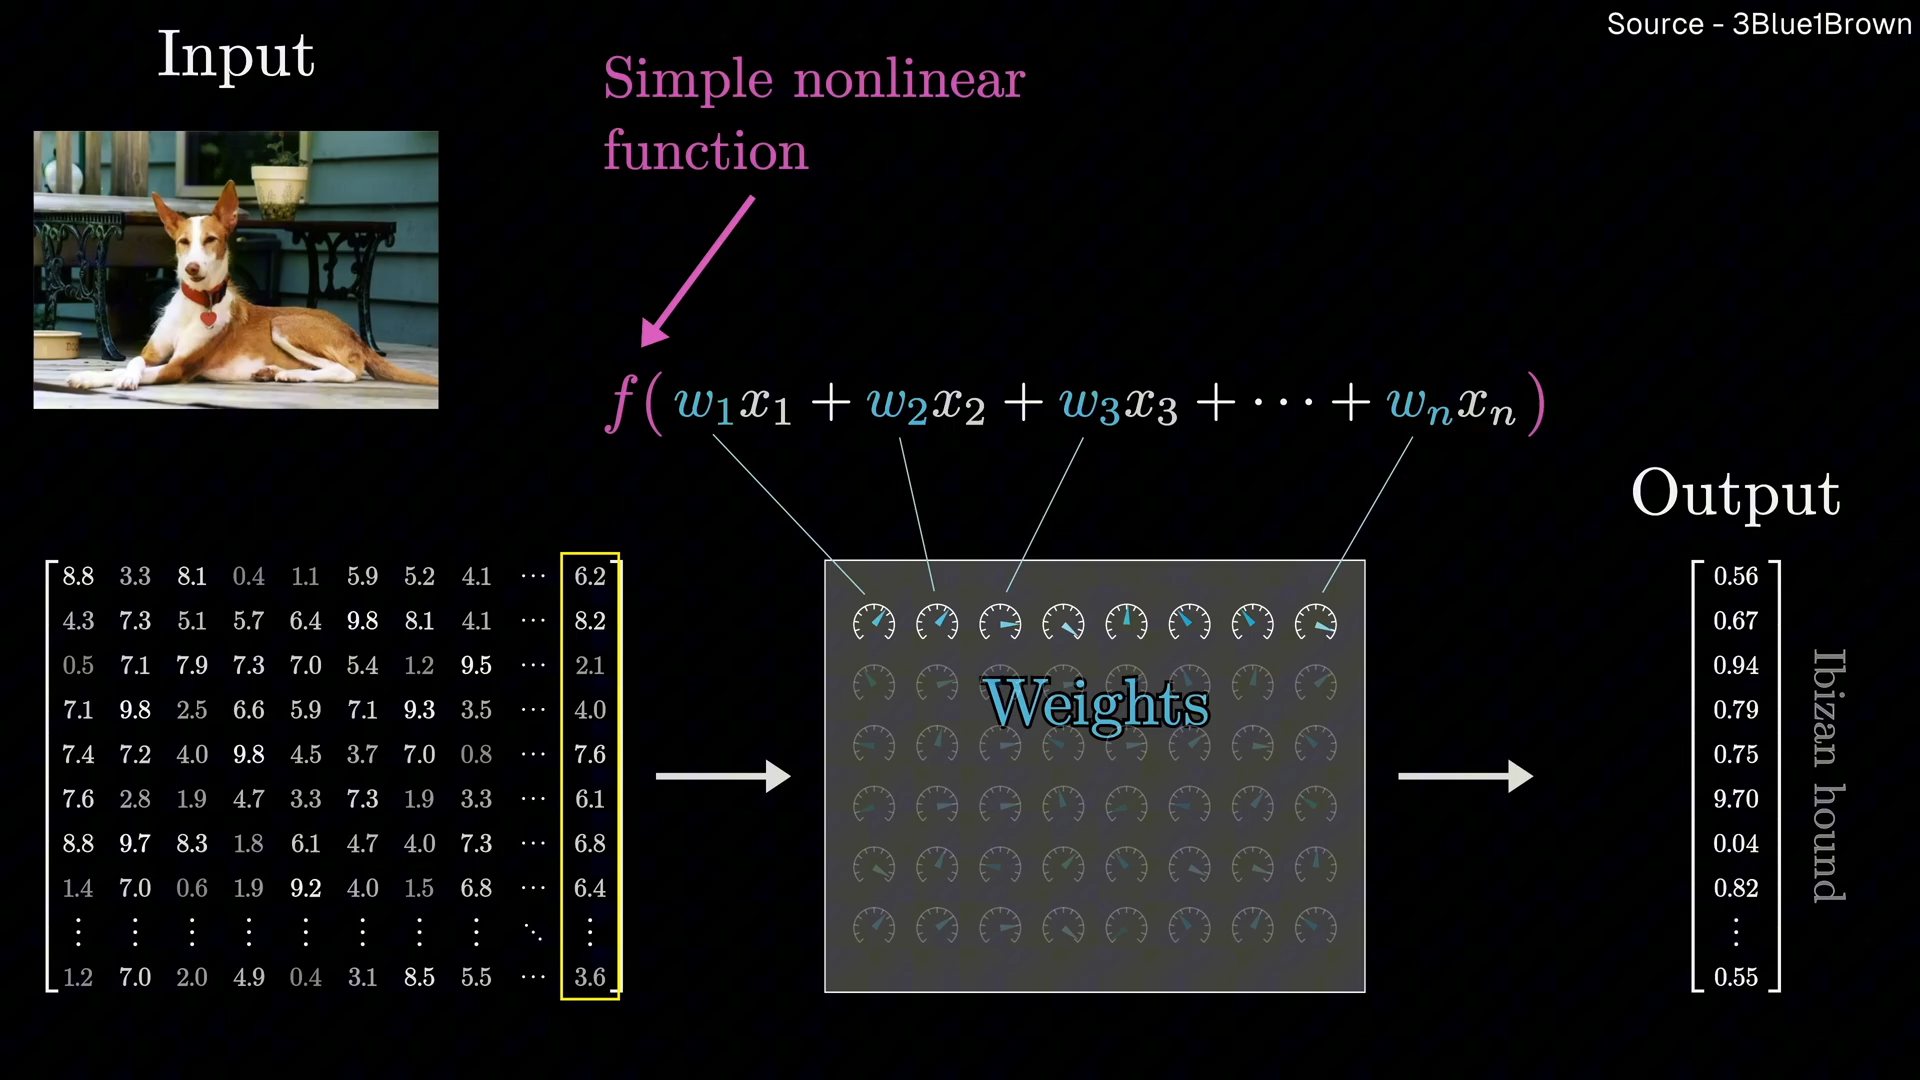 Source - 3Blue1Brown
Input
Simple nonlinear
function
f( w₁x₁ + w₂x₂ + w₃x₃ + ⋯ + wₙxₙ )
Output
8.8 3.3 8.1 0.4 1.1 5.9 5.2 4.1 ⋯ 6.2
4.3 7.3 5.1 5.7 6.4 9.8 8.1 4.1 ⋯ 8.2
0.5 7.1 7.9 7.3 7.0 5.4 1.2 9.5 ⋯ 2.1
7.1 9.8 2.5 6.6 5.9 7.1 9.3 3.5 ⋯ 4.0
7.4 7.2 4.0 9.8 4.5 3.7 7.0 0.8 ⋯ 7.6
7.6 2.8 1.9 4.7 3.3 7.3 1.9 3.3 ⋯ 6.1
8.8 9.7 8.3 1.8 6.1 4.7 4.0 7.3 ⋯ 6.8
1.4 7.0 0.6 1.9 9.2 4.0 1.5 6.8 ⋯ 6.4
⋮ ⋮ ⋮ ⋮ ⋮ ⋮ ⋮ ⋮ ⋱ ⋮
1.2 7.0 2.0 4.9 0.4 3.1 8.5 5.5 ⋯ 3.6
Weights
0.56
0.67
0.94
0.79
0.75
9.70
0.04
0.82
⋮
0.55
Ibizan hound